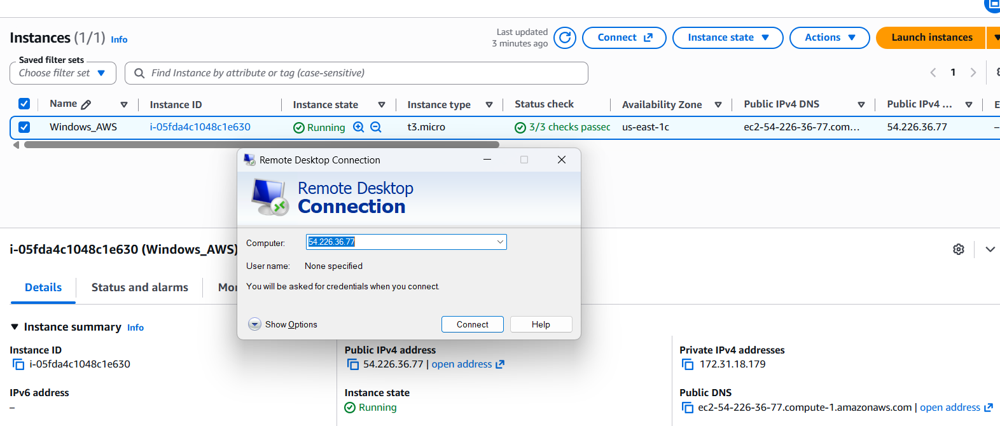 Instances (1/1) Info
Last updated
3 minutes ago
Connect
Instance state
Actions
Launch instances
Saved filter sets
Choose filter set
Find Instance by attribute or tag (case-sensitive)
1
Name
Instance ID
Instance state
Instance type
Status check
Availability Zone
Public IPv4 DNS
Public IPv4 ...
E
Windows_AWS
i-05fda4c1048c1e630
Running
t3.micro
3/3 checks passed
us-east-1c
ec2-54-226-36-77.com...
54.226.36.77
–
Remote Desktop Connection
Remote Desktop
Connection
Computer: 54.226.36.77
User name: None specified
You will be asked for credentials when you connect.
Show Options
Connect
Help
i-05fda4c1048c1e630 (Windows_AWS)
Details
Status and alarms
Mo
Instance summary Info
Instance ID
i-05fda4c1048c1e630
Public IPv4 address
54.226.36.77 | open address
Private IPv4 addresses
172.31.18.179
IPv6 address
–
Instance state
Running
Public DNS
ec2-54-226-36-77.compute-1.amazonaws.com | open address